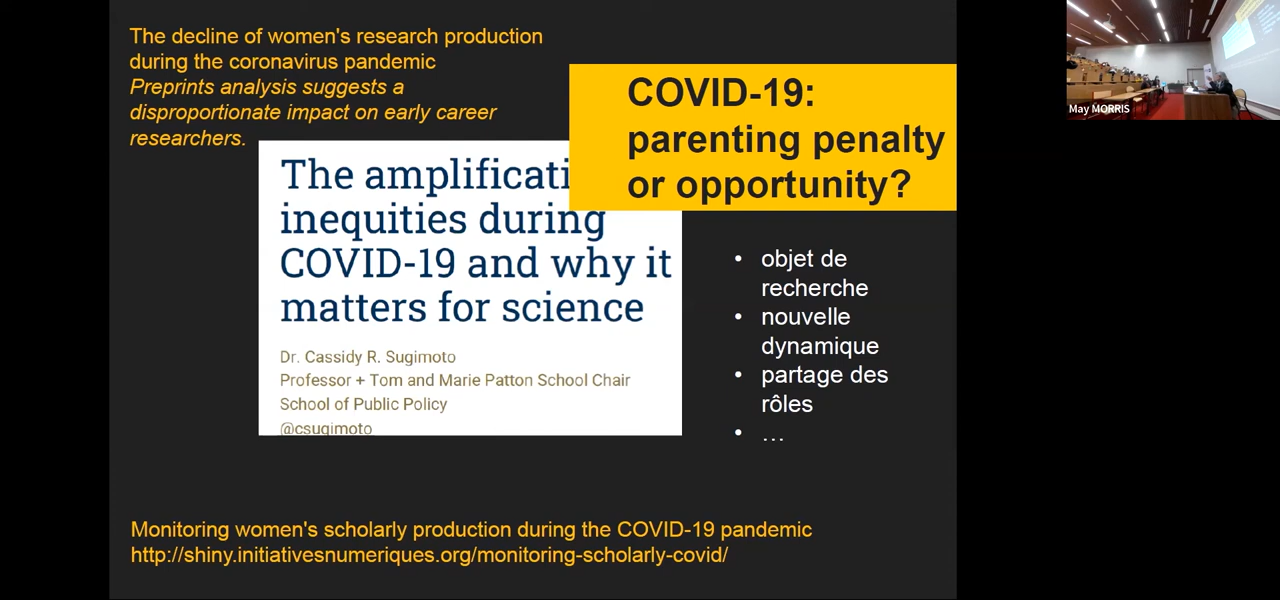 The decline of women's research production
during the coronavirus pandemic
Preprints analysis suggests a
disproportionate impact on early career
researchers.
COVID-19:
parenting penalty
or opportunity?
The amplificati
inequities during
COVID-19 and why it
matters for science
Dr. Cassidy R. Sugimoto
Professor + Tom and Marie Patton School Chair
School of Public Policy
@csugimoto
• objet de
recherche
• nouvelle
dynamique
• partage des
rôles
• …
Monitoring women's scholarly production during the COVID-19 pandemic
http://shiny.initiativesnumeriques.org/monitoring-scholarly-covid/
May MORRIS